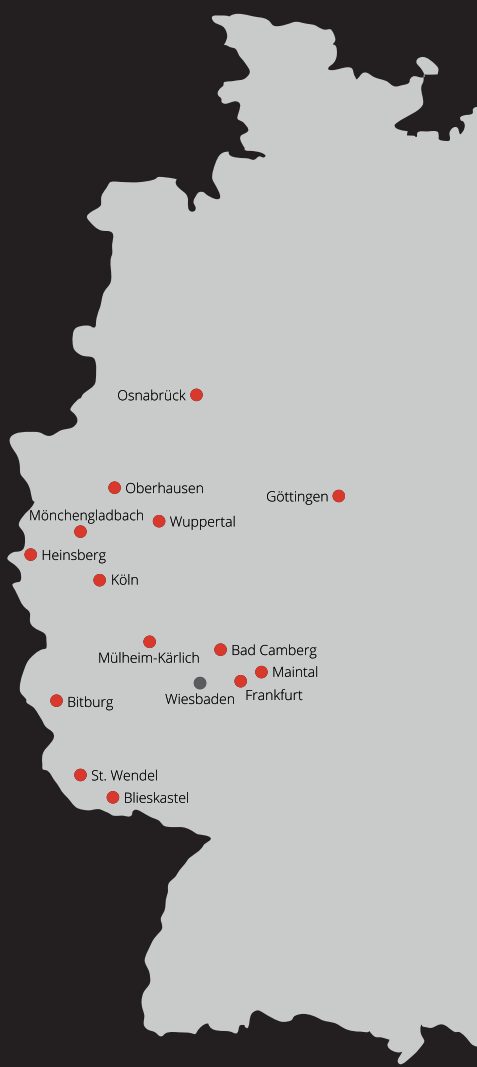 Osnabrück
Oberhausen
Göttingen
Mönchengladbach
Wuppertal
Heinsberg
Köln
Bad Camberg
Mülheim-Kärlich
Maintal
Frankfurt
Wiesbaden
Bitburg
St. Wendel
Blieskastel